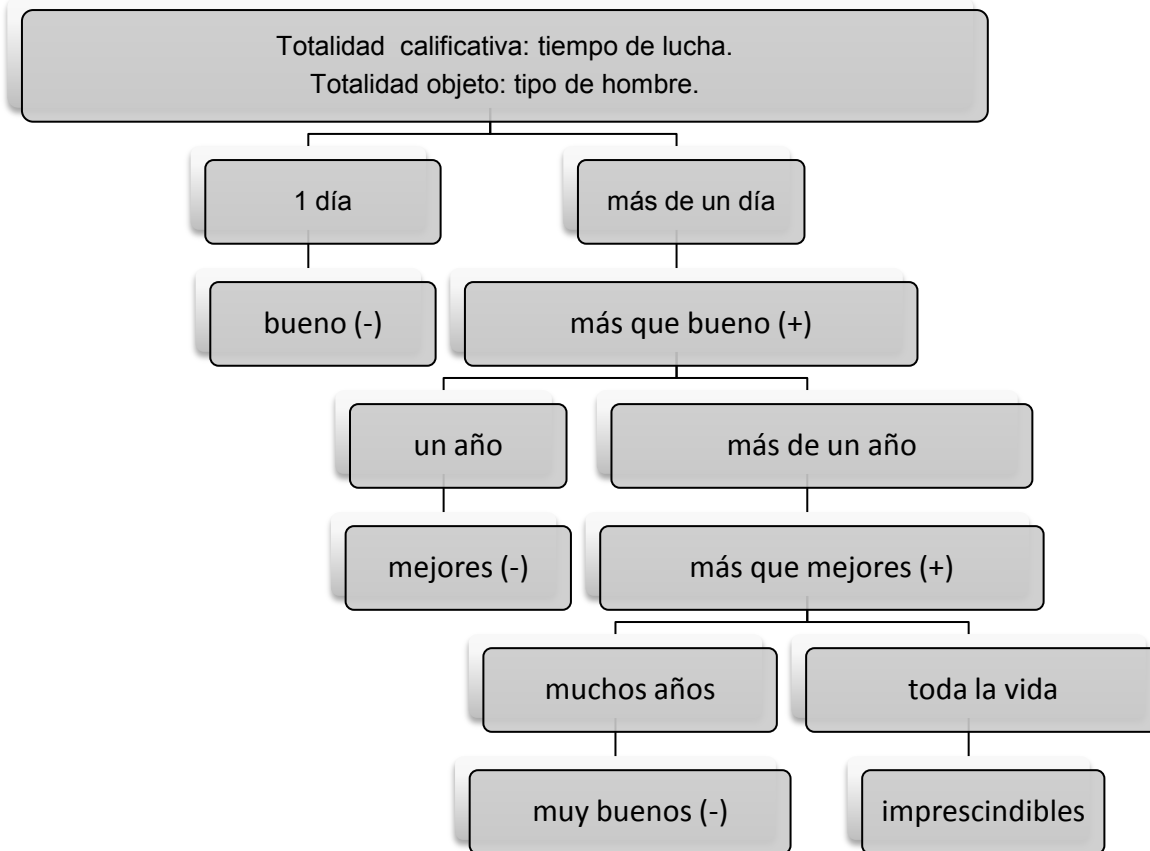 Totalidad calificativa: tiempo de lucha.
Totalidad objeto: tipo de hombre.
1 día
más de un día
bueno (-)
más que bueno (+)
un año
más de un año
mejores (-)
más que mejores (+)
muchos años
toda la vida
muy buenos (-)
imprescindibles